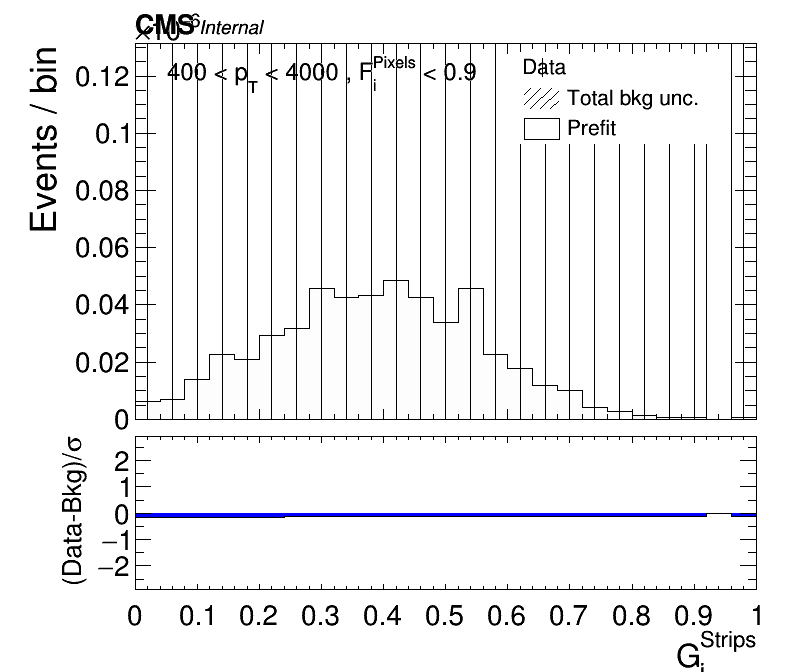 CMS Internal
×10⁻⁶
400 < p_T < 4000 , F_i^Pixels < 0.9
Data
Total bkg unc.
Prefit
Events / bin
0.12
0.1
0.08
0.06
0.04
0.02
0
(Data-Bkg)/σ
2
1
0
−1
−2
0 0.1 0.2 0.3 0.4 0.5 0.6 0.7 0.8 0.9 1
G_i^Strips